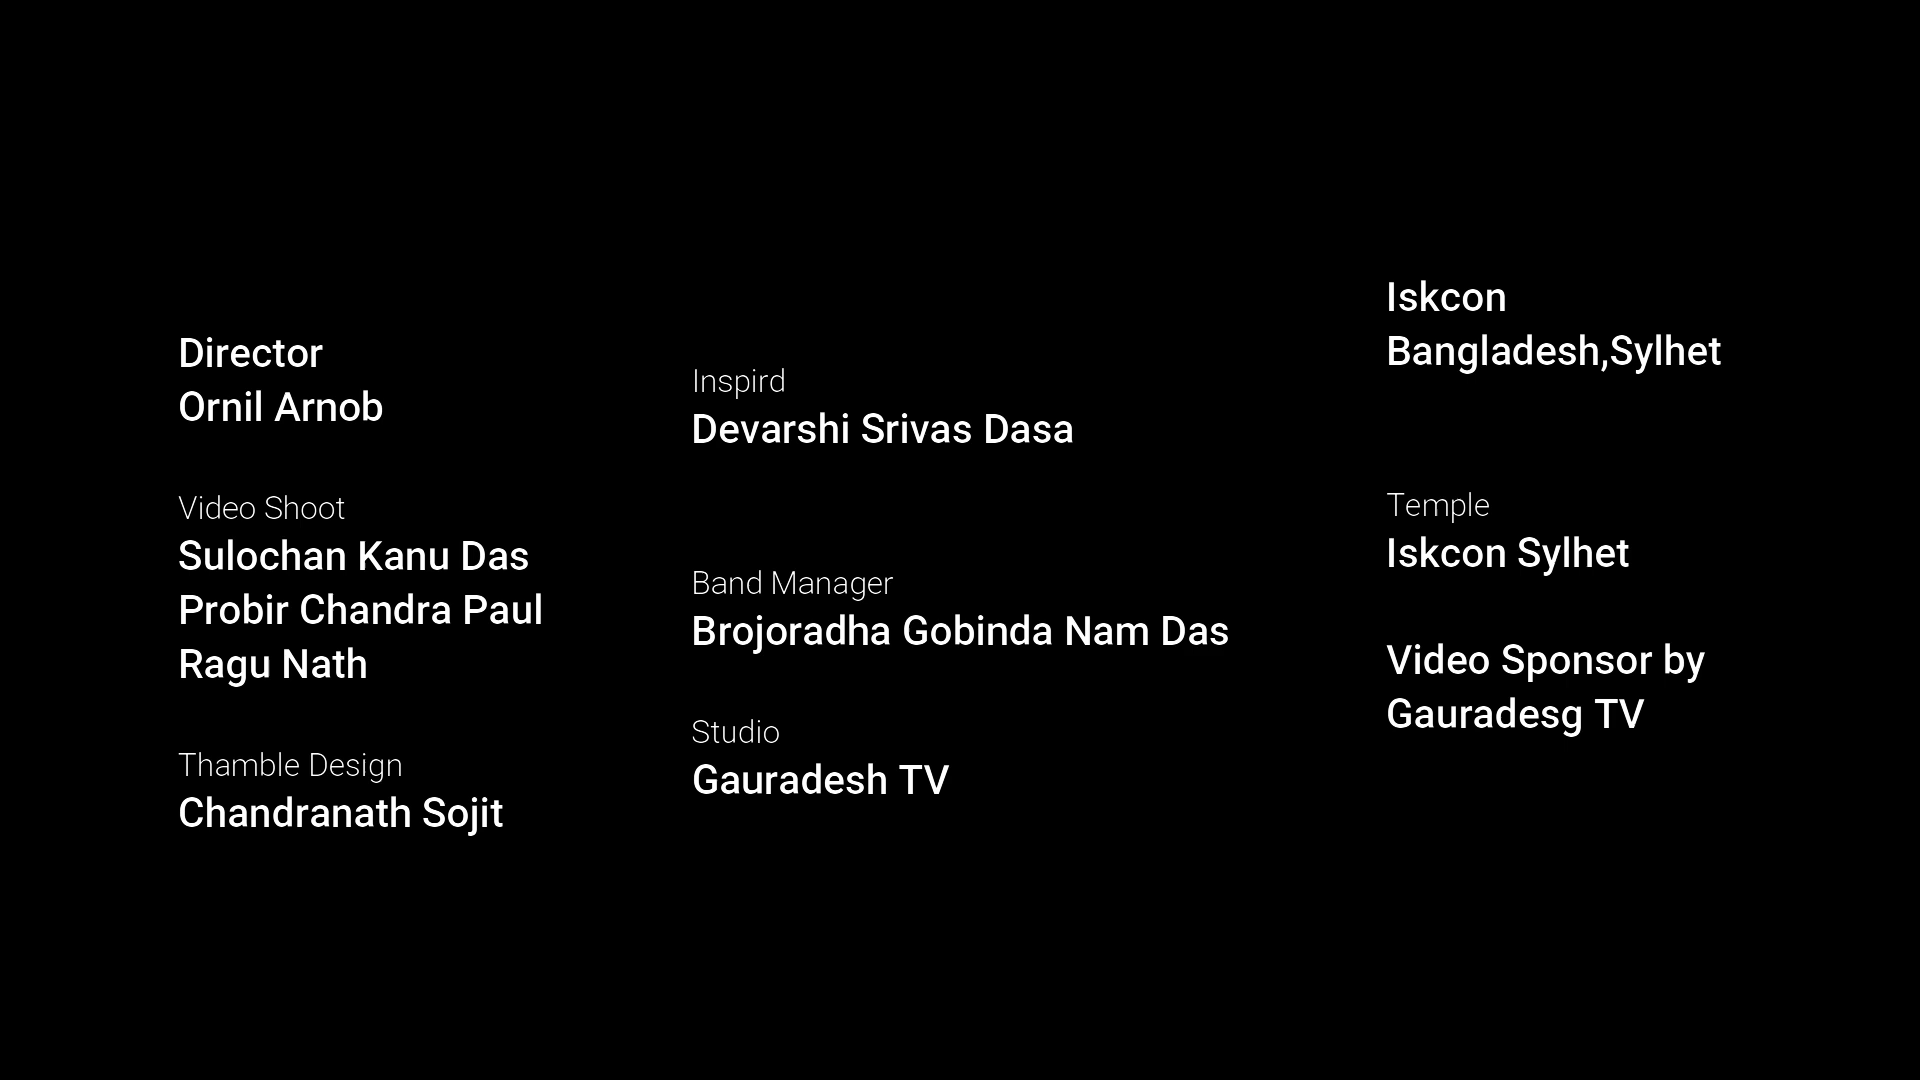 Director
Ornil Arnob
Video Shoot
Sulochan Kanu Das
Probir Chandra Paul
Ragu Nath
Thamble Design
Chandranath Sojit
Inspird
Devarshi Srivas Dasa
Band Manager
Brojoradha Gobinda Nam Das
Studio
Gauradesh TV
Iskcon
Bangladesh,Sylhet
Temple
Iskcon Sylhet
Video Sponsor by
Gauradesg TV